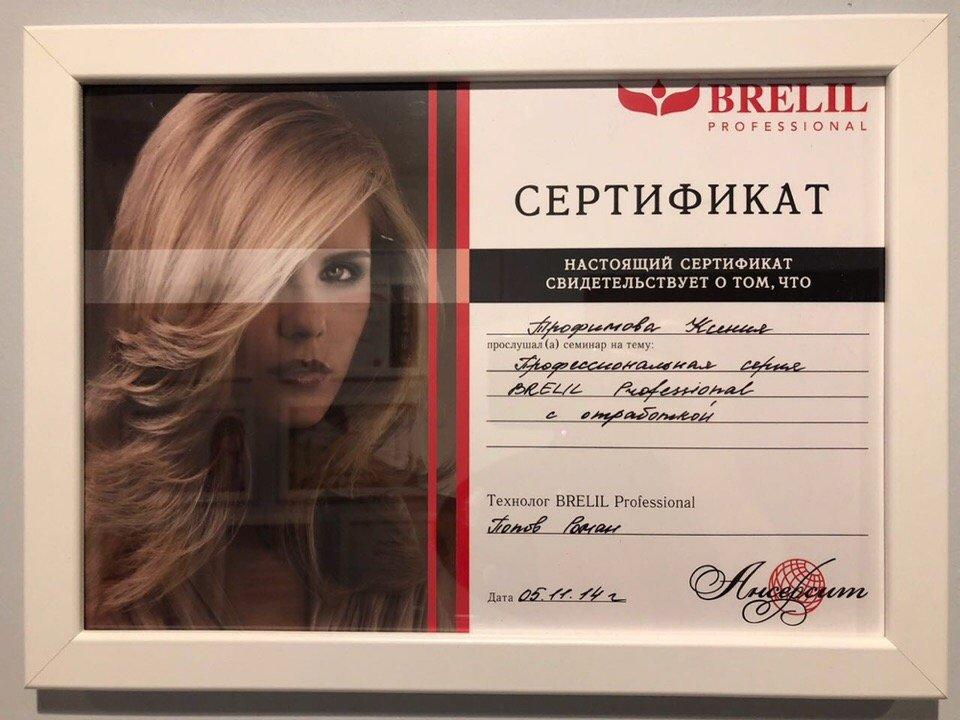 BRELIL
PROFESSIONAL
СЕРТИФИКАТ
НАСТОЯЩИЙ СЕРТИФИКАТ
СВИДЕТЕЛЬСТВУЕТ О ТОМ, ЧТО
Трофимова Ксения
прослушал(а) семинар на тему:
Профессиональная серия
BRELIL Professional
с отработкой
Технолог BRELIL Professional
Попов Роман
Дата 05.11.14 г
Ансерсит